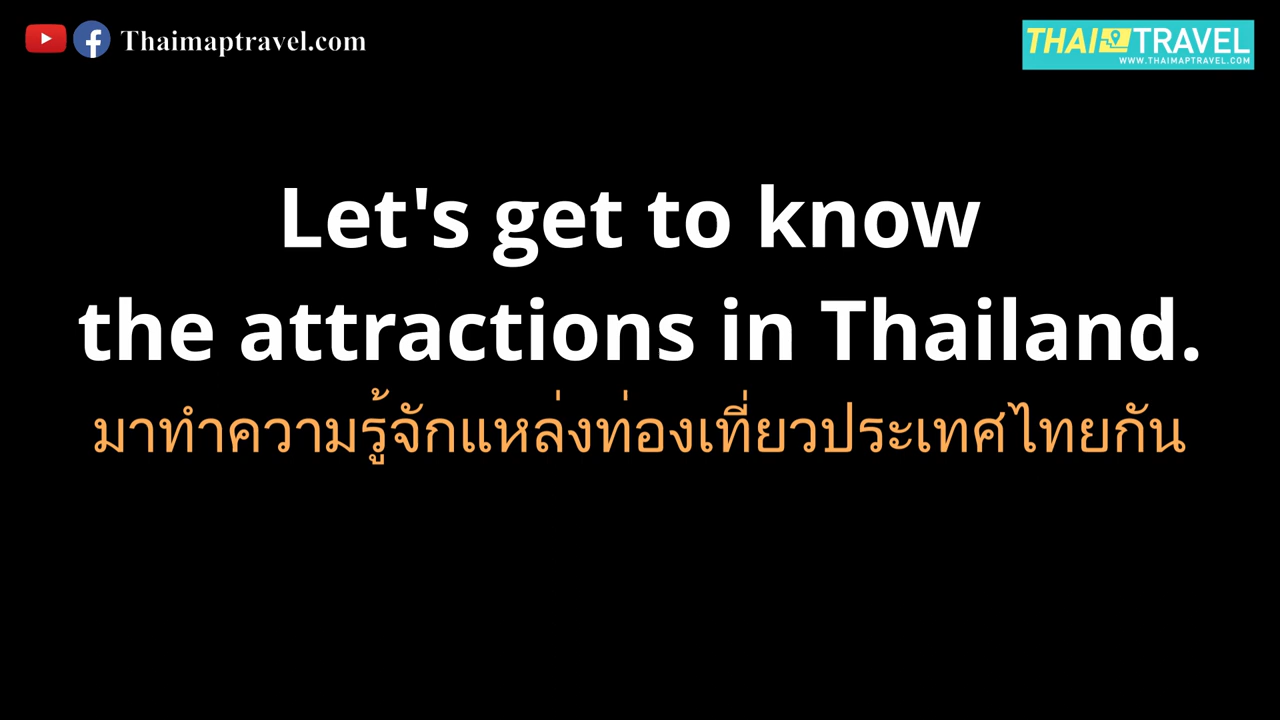 Thaimaptravel.com
THAI TRAVEL
WWW.THAIMAPTRAVEL.COM
Let's get to know
the attractions in Thailand.
มาทำความรู้จักแหล่งท่องเที่ยวประเทศไทยกัน